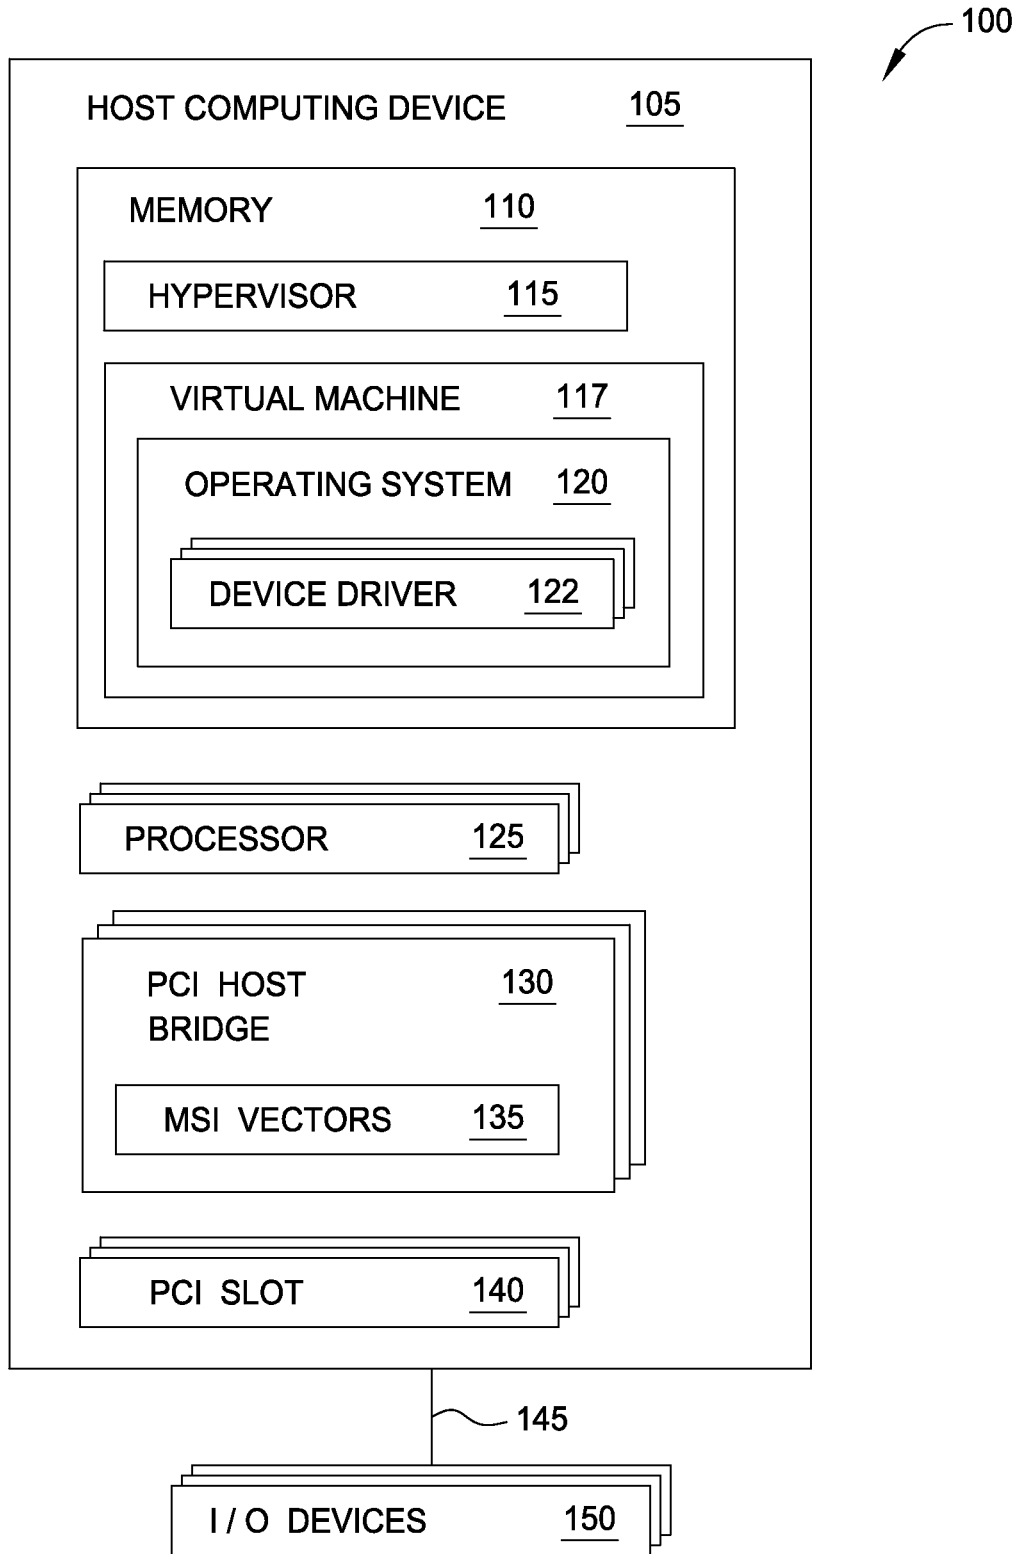 100
HOST COMPUTING DEVICE 105
MEMORY 110
HYPERVISOR 115
VIRTUAL MACHINE 117
OPERATING SYSTEM 120
DEVICE DRIVER 122
PROCESSOR 125
PCI HOST 130
BRIDGE
MSI VECTORS 135
PCI SLOT 140
145
I / O DEVICES 150